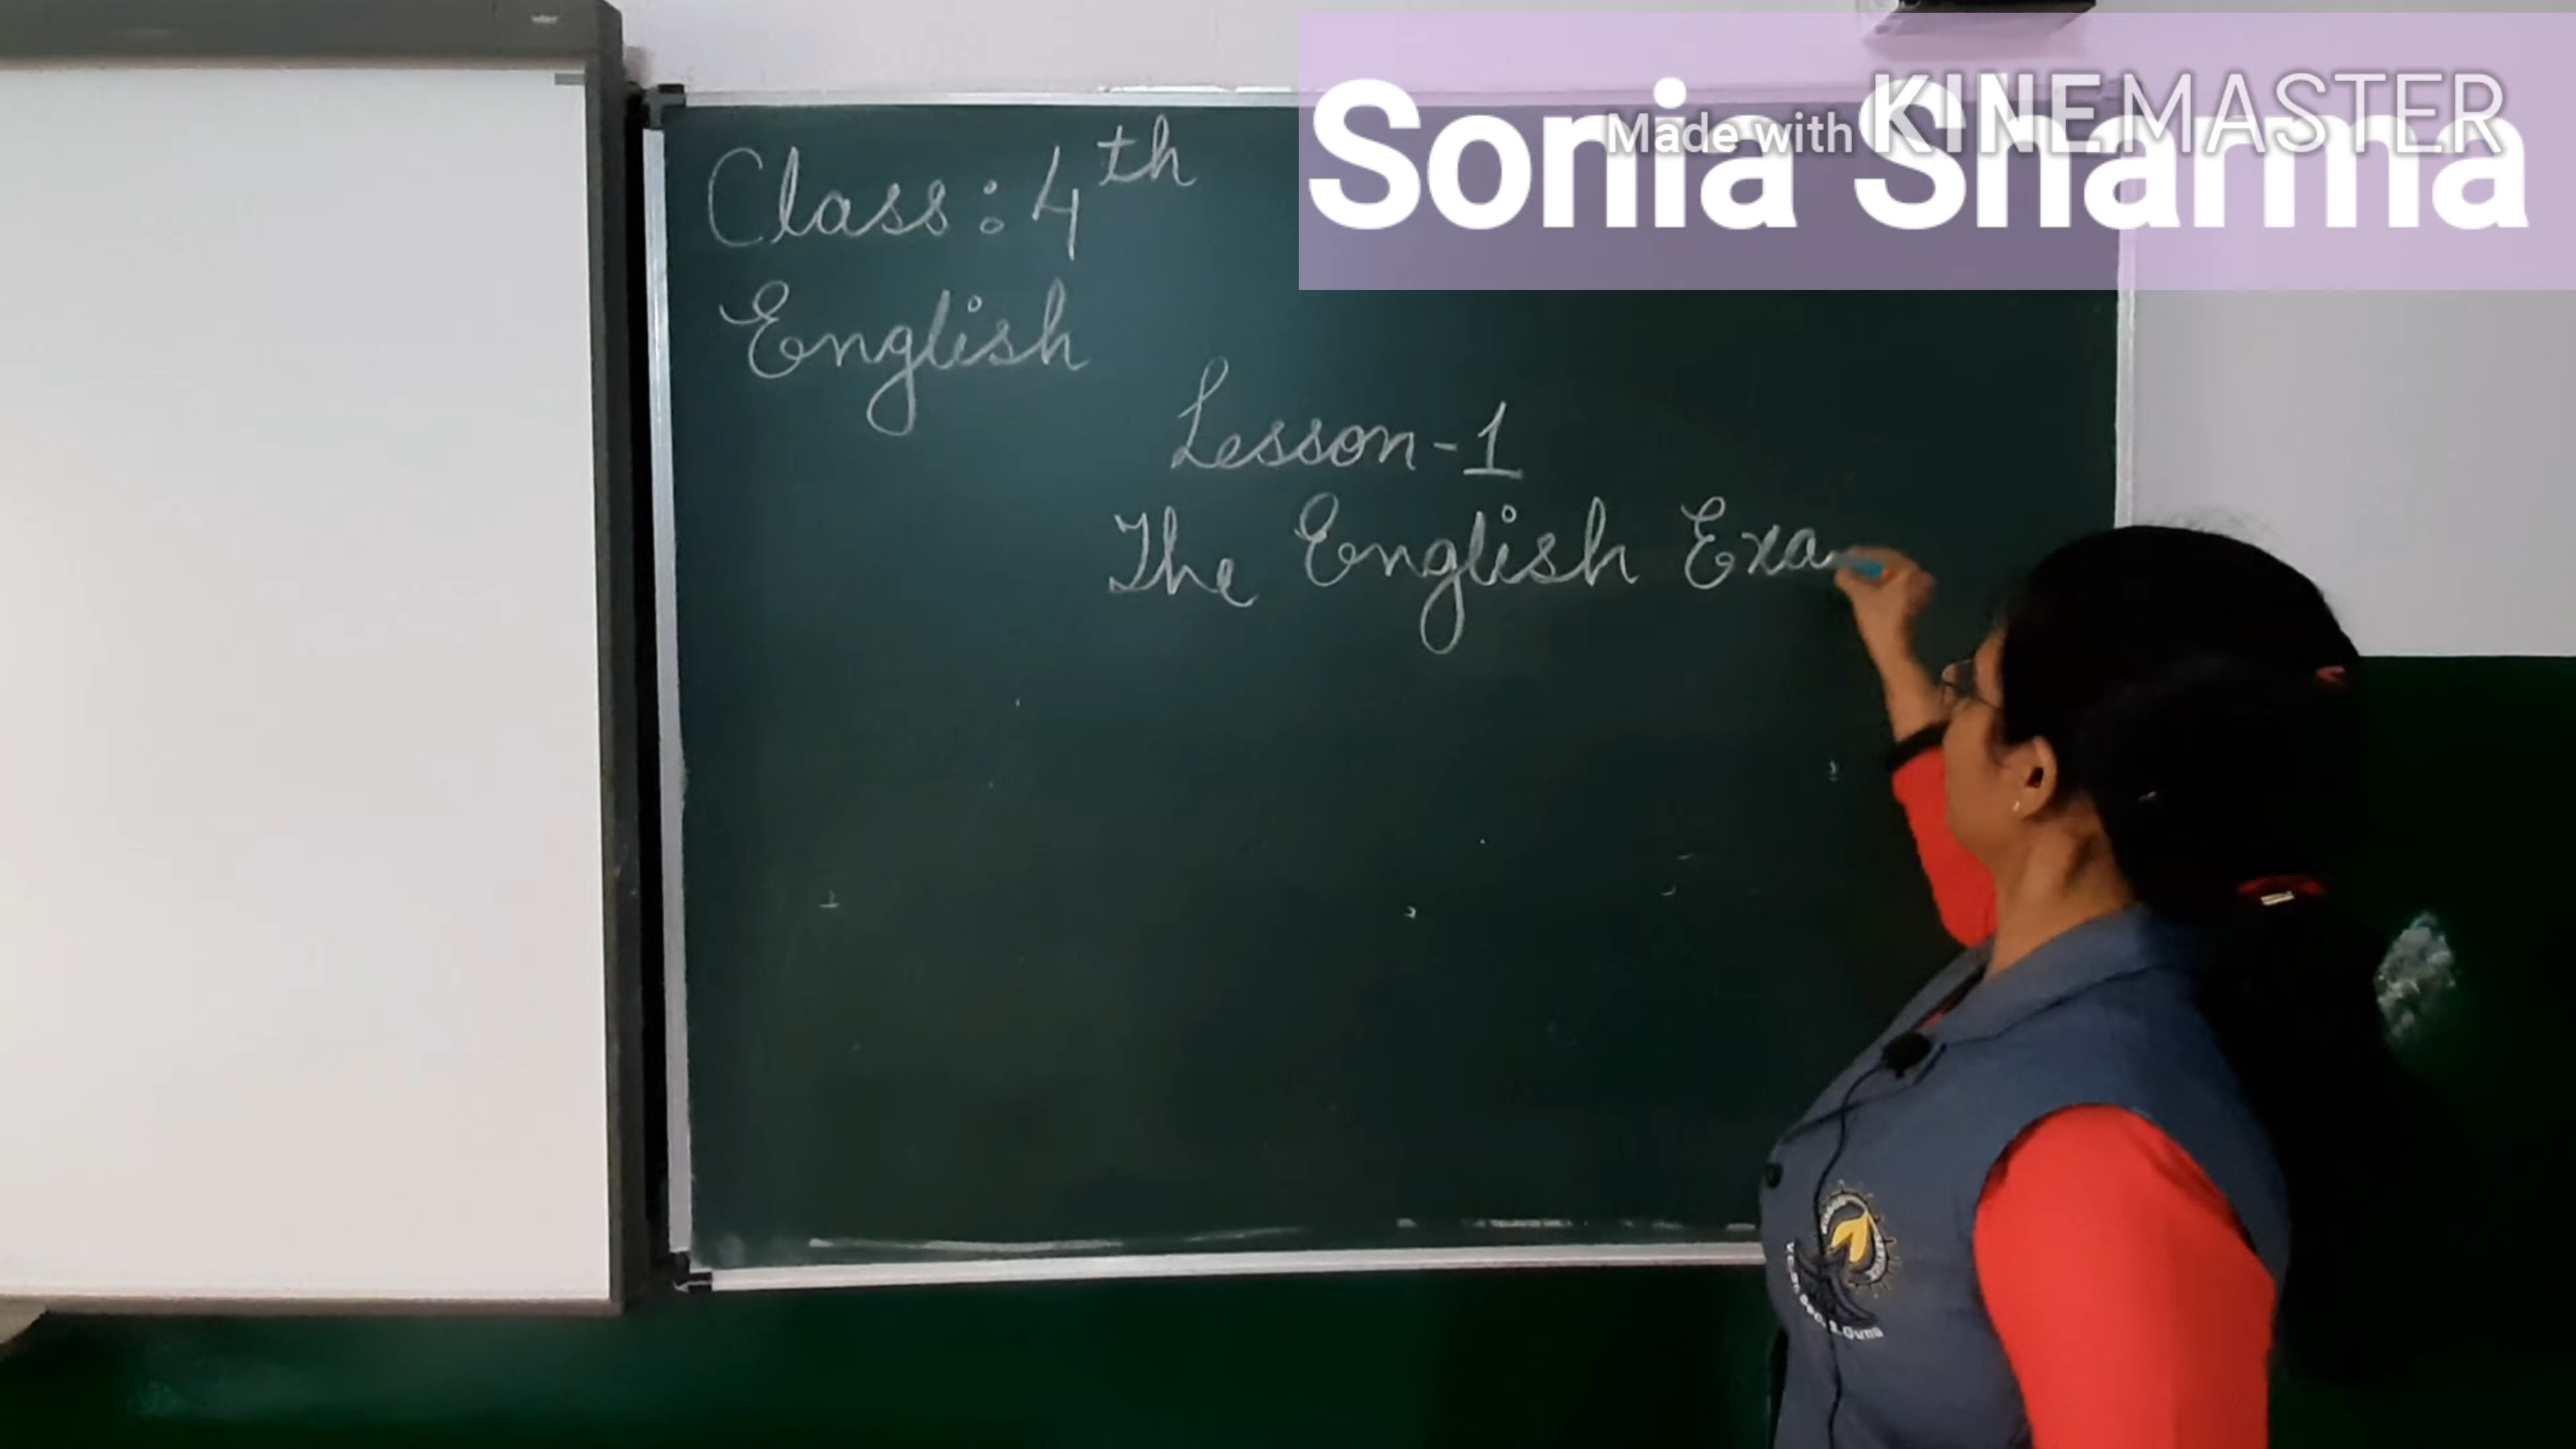 Sonia Sharma
Made with KINEMASTER
Class: 4th
English
Lesson-1
The English Exa